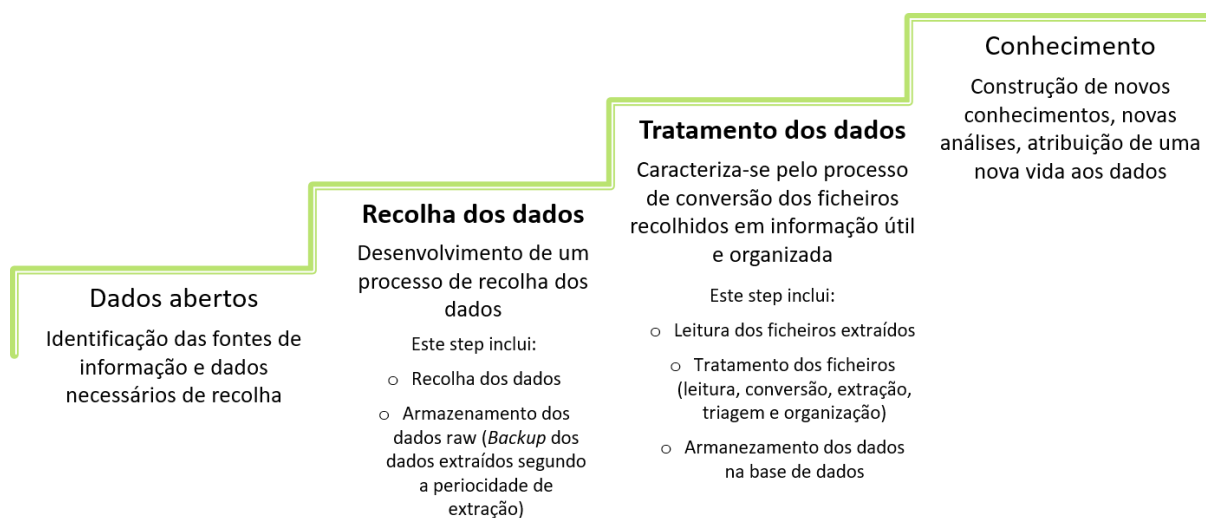 Dados abertos
Identificação das fontes de
informação e dados
necessários de recolha
Recolha dos dados
Desenvolvimento de um
processo de recolha dos
dados
Este step inclui:
o Recolha dos dados
o Armazenamento dos
dados raw (Backup dos
dados extraídos segundo
a periocidade de
extração)
Tratamento dos dados
Caracteriza-se pelo processo
de conversão dos ficheiros
recolhidos em informação útil
e organizada
Este step inclui:
o Leitura dos ficheiros extraídos
o Tratamento dos ficheiros
(leitura, conversão, extração,
triagem e organização)
o Armanezamento dos dados
na base de dados
Conhecimento
Construção de novos
conhecimentos, novas
análises, atribuição de uma
nova vida aos dados